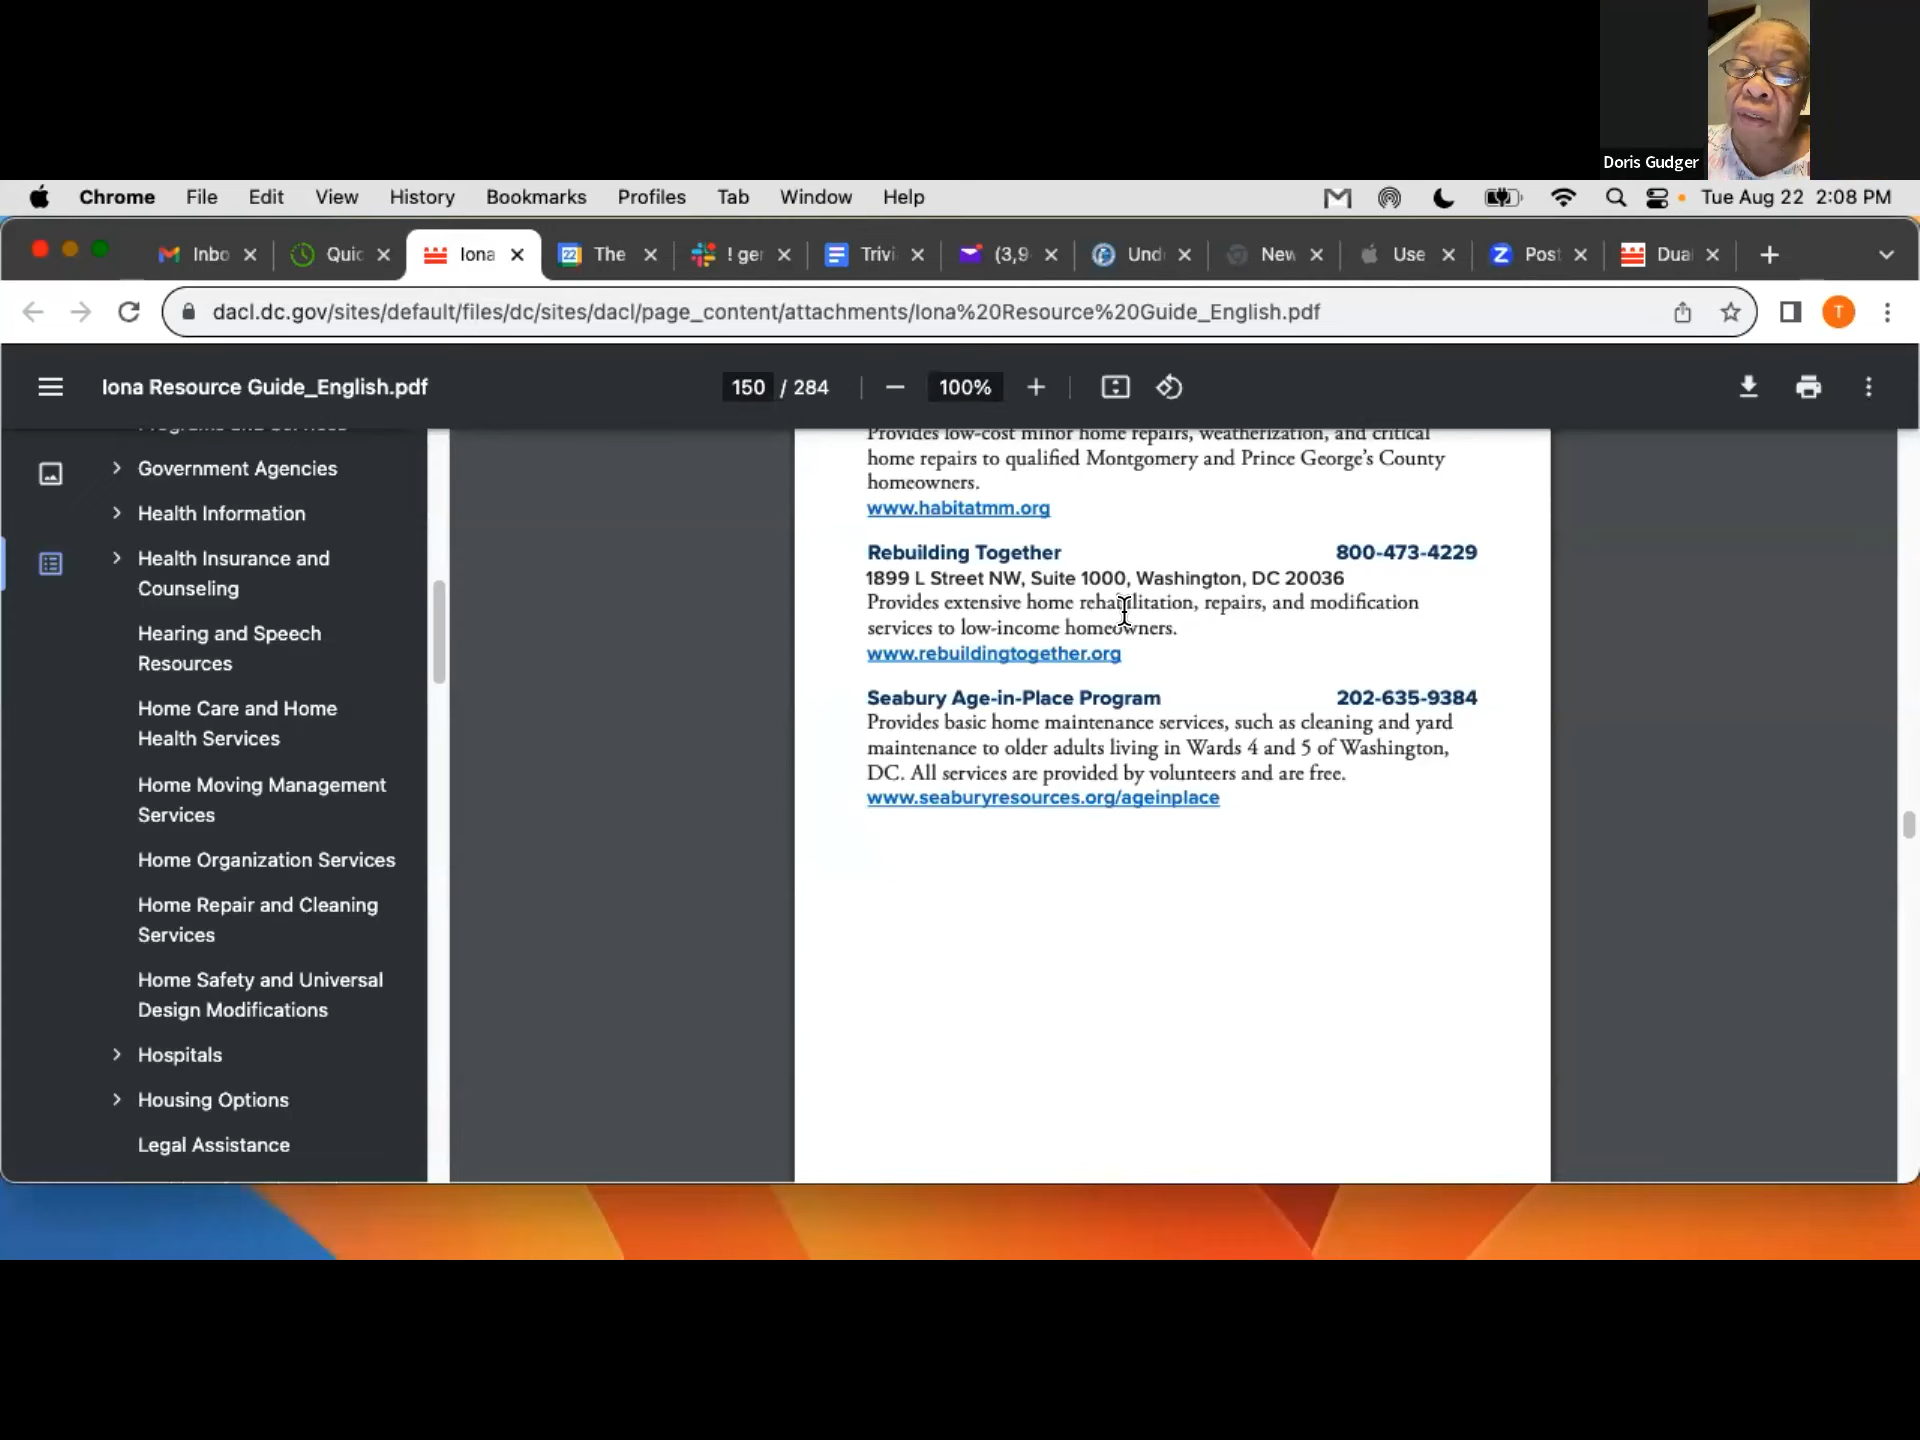 Doris Gudger
Chrome File Edit View History Bookmarks Profiles Tab Window Help Tue Aug 22 2:08 PM
Inbo Quic Iona The ! ger Trivi (3,9 Und New Use Post Dua
dacl.dc.gov/sites/default/files/dc/sites/dacl/page_content/attachments/Iona%20Resource%20Guide_English.pdf
T
Iona Resource Guide_English.pdf
150 / 284
100%
Government Agencies
Health Information
Health Insurance and
Counseling
Hearing and Speech
Resources
Home Care and Home
Health Services
Home Moving Management
Services
Home Organization Services
Home Repair and Cleaning
Services
Home Safety and Universal
Design Modifications
Hospitals
Housing Options
Legal Assistance
Provides low-cost minor home repairs, weatherization, and critical
home repairs to qualified Montgomery and Prince George's County
homeowners.
www.habitatmm.org
Rebuilding Together 800-473-4229
1899 L Street NW, Suite 1000, Washington, DC 20036
Provides extensive home rehabilitation, repairs, and modification
services to low-income homeowners.
www.rebuildingtogether.org
Seabury Age-in-Place Program 202-635-9384
Provides basic home maintenance services, such as cleaning and yard
maintenance to older adults living in Wards 4 and 5 of Washington,
DC. All services are provided by volunteers and are free.
www.seaburyresources.org/ageinplace